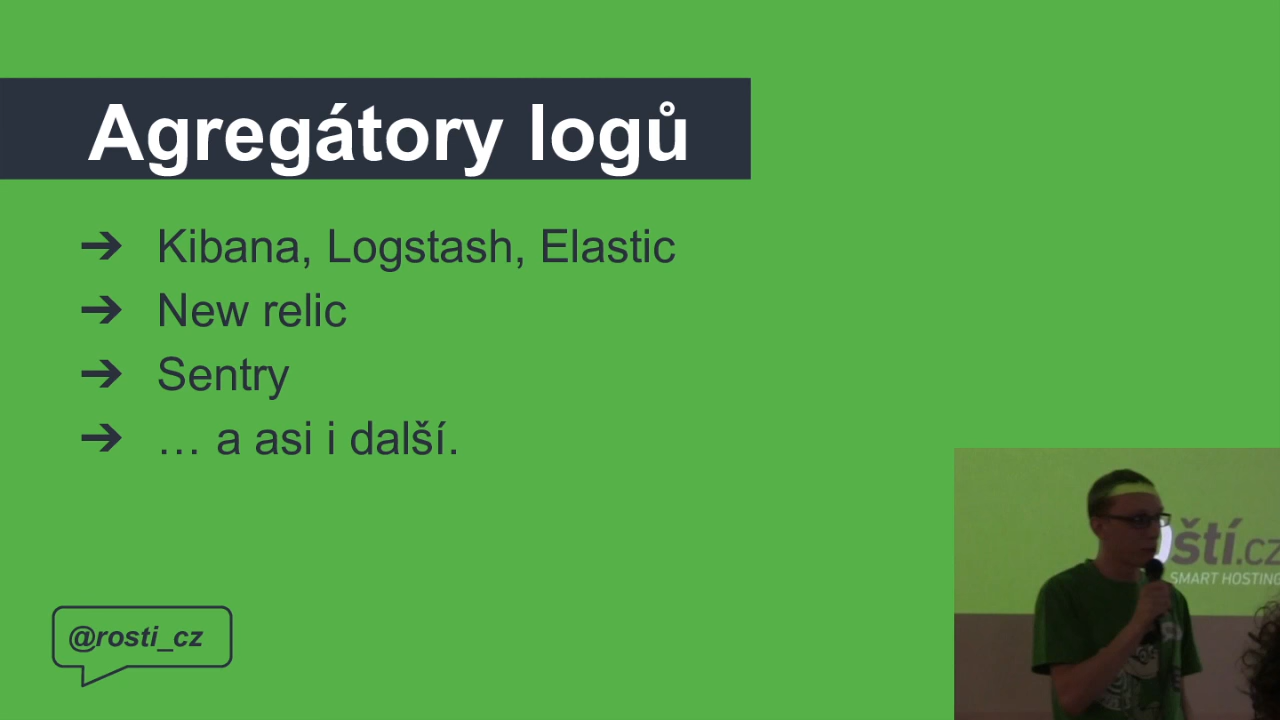 Agregátory logů
➔ Kibana, Logstash, Elastic
➔ New relic
➔ Sentry
➔ … a asi i další.
@rosti_cz
ští.cz
SMART HOSTING